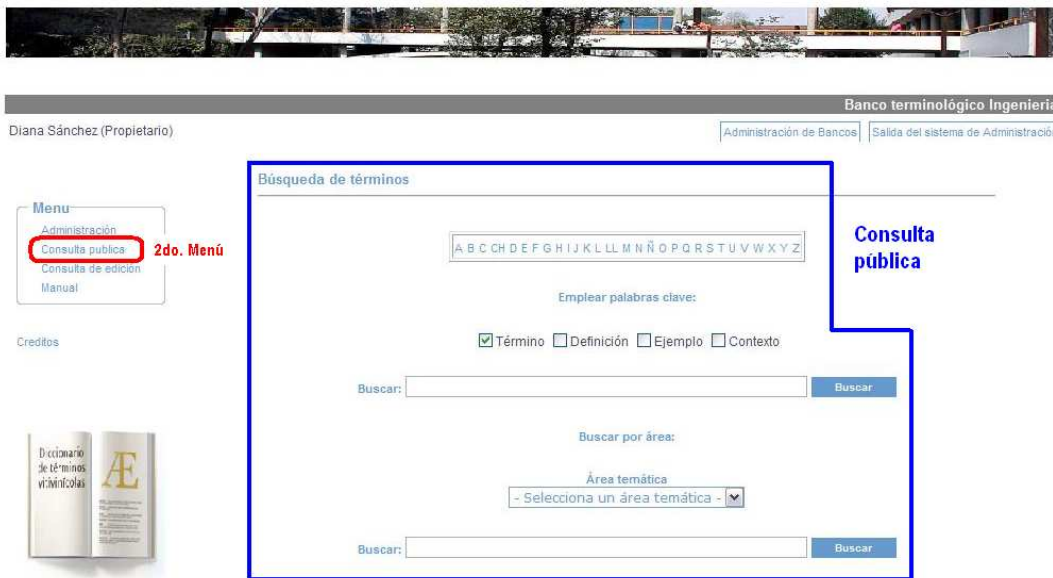 Banco terminológico Ingenieria
Diana Sánchez (Propietario)
Administración de Bancos
Salida del sistema de Administració
Búsqueda de términos
Menu
Administración
Consulta publica
2do. Menú
Consulta de edición
Manual
A B C CH D E F G H I J K L LL M N Ñ O P Q R S T U V W X Y Z
Consulta
pública
Emplear palabras clave:
Creditos
Término Definición Ejemplo Contexto
Buscar:
Buscar
Buscar por área:
Diccionario
de términos
vitivinícolas
Æ
Área temática
- Selecciona un área temática -
Buscar:
Buscar